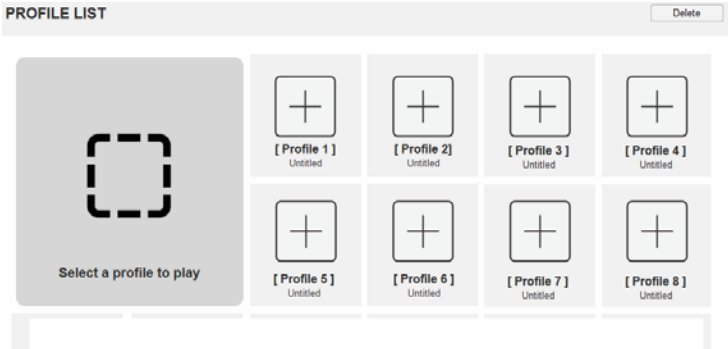 PROFILE LIST
Delete
[ Profile 1 ]
Untitled
[ Profile 2]
Untitled
[ Profile 3 ]
Untitled
[ Profile 4 ]
Untitled
Select a profile to play
[ Profile 5 ]
Untitled
[ Profile 6 ]
Untitled
[ Profile 7 ]
Untitled
[ Profile 8 ]
Untitled